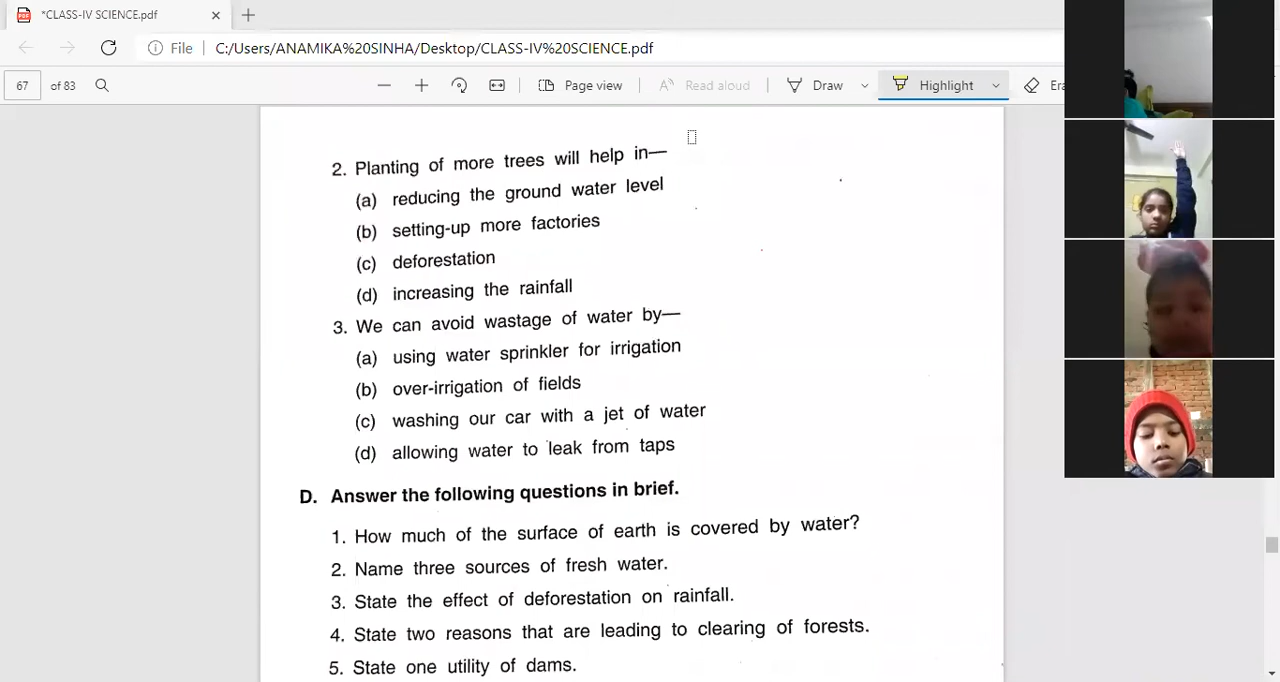 *CLASS-IV SCIENCE.pdf
File C:/Users/ANAMIKA%20SINHA/Desktop/CLASS-IV%20SCIENCE.pdf
67 of 83 Page view Read aloud Draw Highlight Era
2. Planting of more trees will help in—
(a) reducing the ground water level
(b) setting-up more factories
(c) deforestation
(d) increasing the rainfall
3. We can avoid wastage of water by—
(a) using water sprinkler for irrigation
(b) over-irrigation of fields
(c) washing our car with a jet of water
(d) allowing water to leak from taps
D. Answer the following questions in brief.
1. How much of the surface of earth is covered by water?
2. Name three sources of fresh water.
3. State the effect of deforestation on rainfall.
4. State two reasons that are leading to clearing of forests.
5. State one utility of dams.